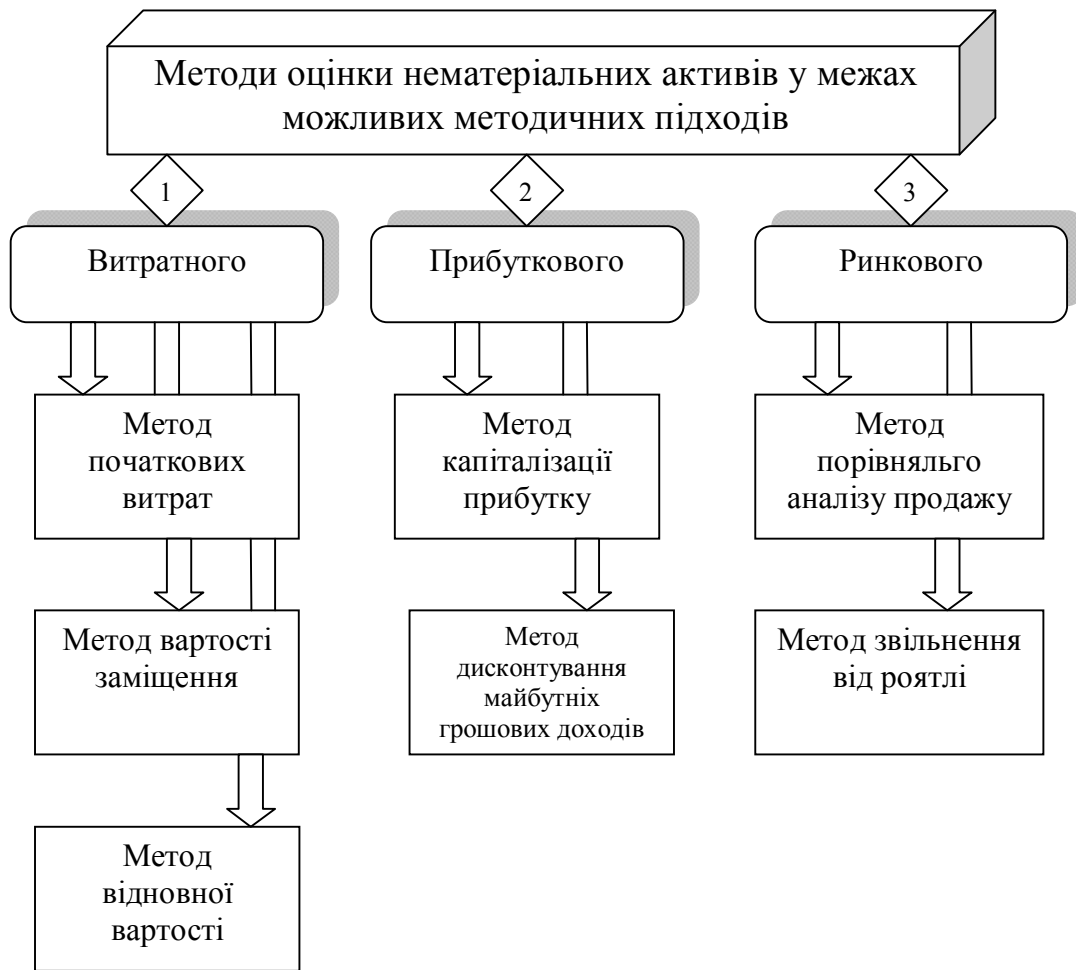 Методи оцінки нематеріальних активів у межах
можливих методичних підходів
1
2
3
Витратного
Прибуткового
Ринкового
Метод
початкових
витрат
Метод
капіталізації
прибутку
Метод
порівняльго
аналізу продажу
Метод вартості
заміщення
Метод
дисконтування
майбутніх
грошових доходів
Метод звільнення
від роятлі
Метод
відновної
вартості